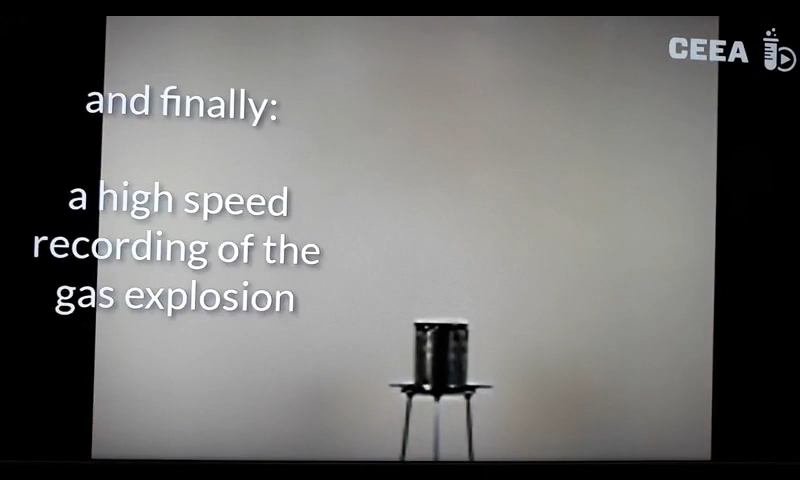 CEEA
and finally:
a high speed
recording of the
gas explosion